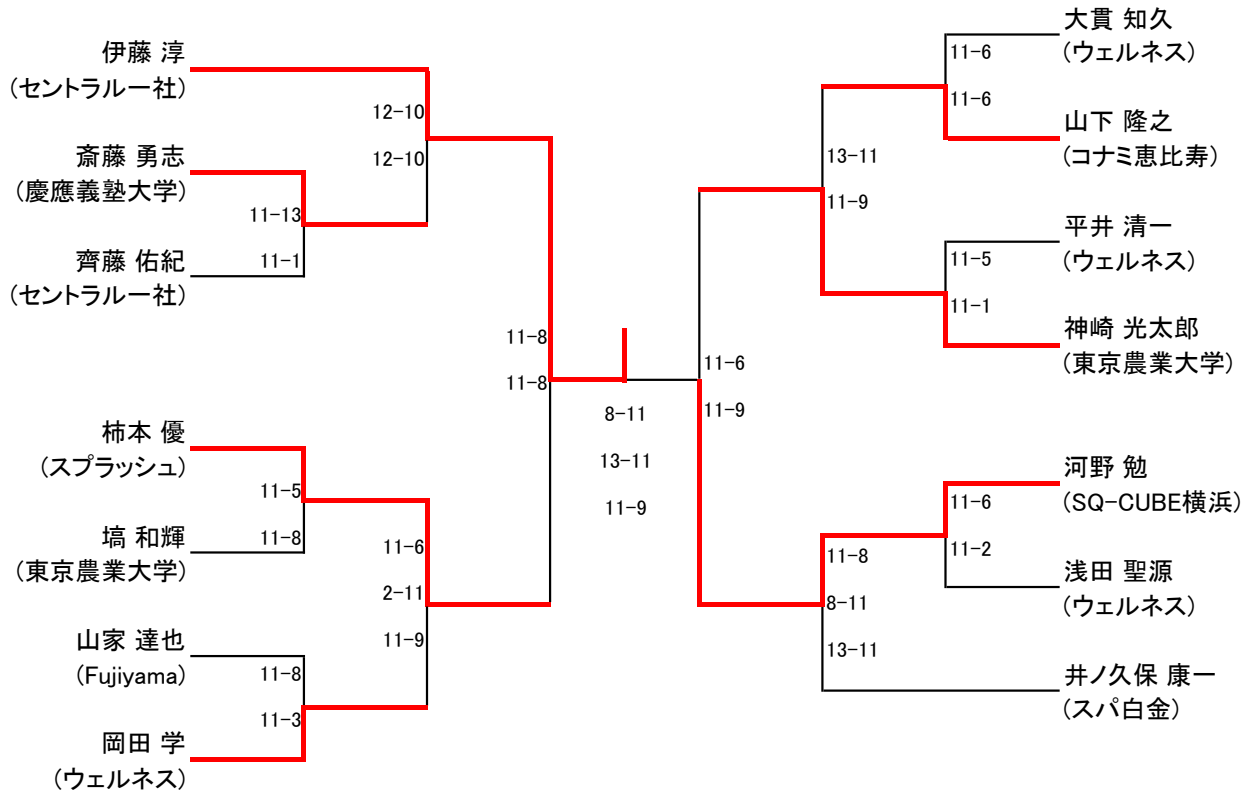 伊藤 淳
(セントラル一社)
斎藤 勇志
(慶應義塾大学)
齊藤 佑紀
(セントラル一社)
柿本 優
(スプラッシュ)
塙 和輝
(東京農業大学)
山家 達也
(Fujiyama)
岡田 学
(ウェルネス)
11-13
11-1
11-5
11-8
11-8
11-3
12-10
12-10
11-6
2-11
11-9
11-8
11-8
8-11
13-11
11-9
11-6
11-9
13-11
11-9
11-8
8-11
13-11
11-6
11-6
11-5
11-1
11-6
11-2
大貫 知久
(ウェルネス)
山下 隆之
(コナミ恵比寿)
平井 清一
(ウェルネス)
神崎 光太郎
(東京農業大学)
河野 勉
(SQ-CUBE横浜)
浅田 聖源
(ウェルネス)
井ノ久保 康一
(スパ白金)